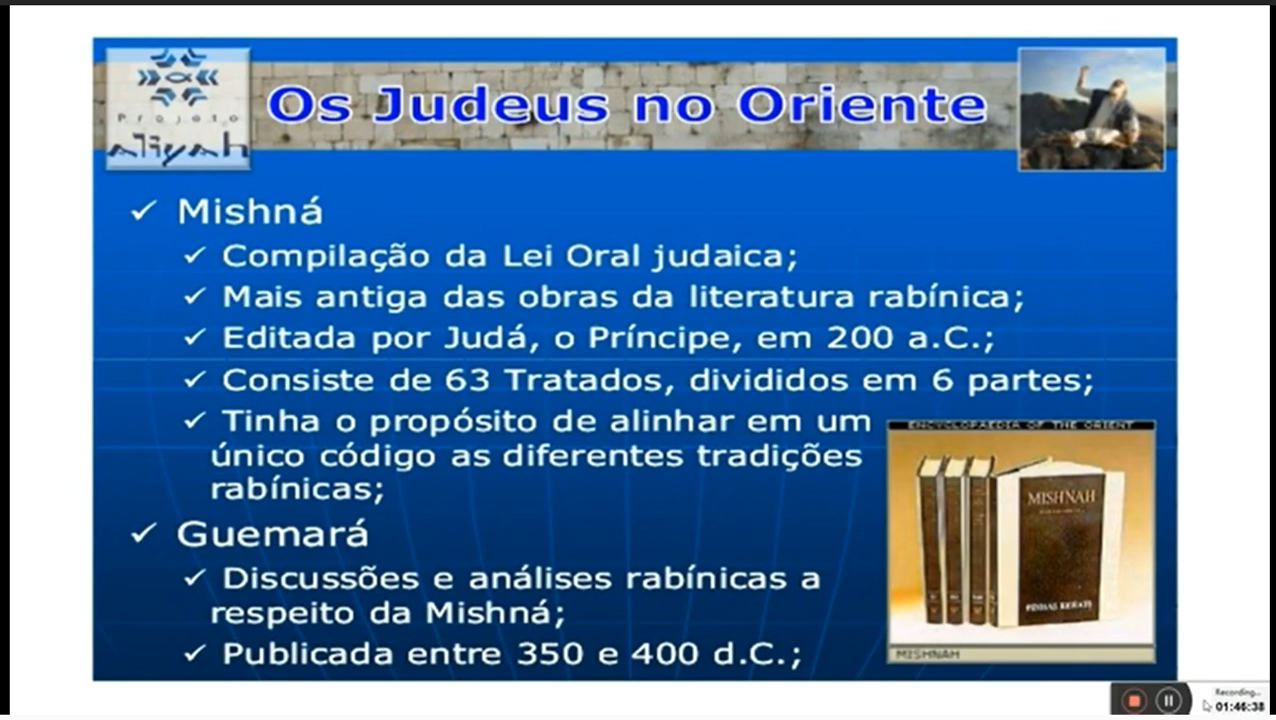 Projeto
aliyah
Os Judeus no Oriente
✓ Mishná
✓ Compilação da Lei Oral judaica;
✓ Mais antiga das obras da literatura rabínica;
✓ Editada por Judá, o Príncipe, em 200 a.C.;
✓ Consiste de 63 Tratados, divididos em 6 partes;
✓ Tinha o propósito de alinhar em um
único código as diferentes tradições
rabínicas;
✓ Guemará
✓ Discussões e análises rabínicas a
respeito da Mishná;
✓ Publicada entre 350 e 400 d.C.;
ENCYCLOPAEDIA OF THE ORIENT
MISHNAH
PINHAS KEHATI
MISHNAH
Recording...
01:46:38